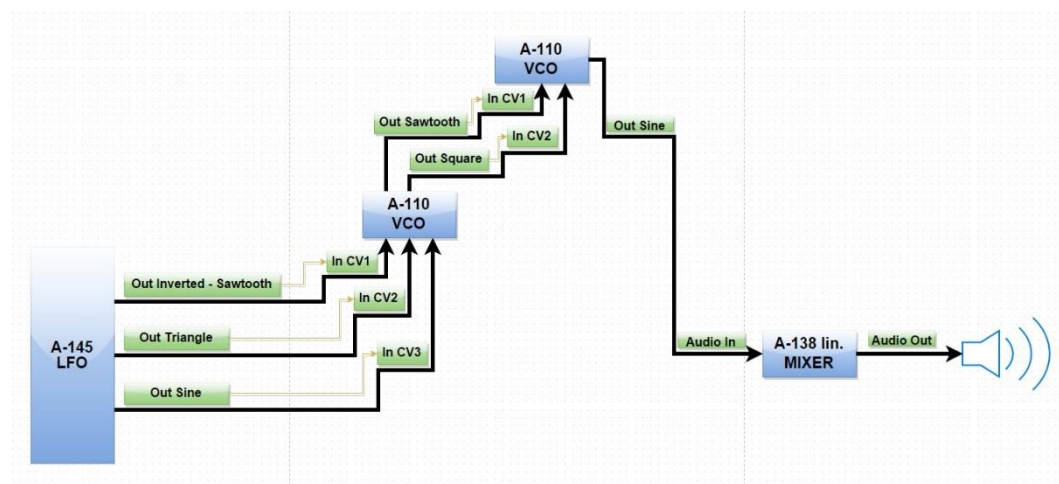 A-110
VCO
In CV1
Out Sawtooth
Out Sine
In CV2
Out Square
A-110
VCO
In CV1
Out Inverted - Sawtooth
In CV2
Out Triangle
In CV3
Out Sine
A-145
LFO
Audio In
A-138 lin.
MIXER
Audio Out